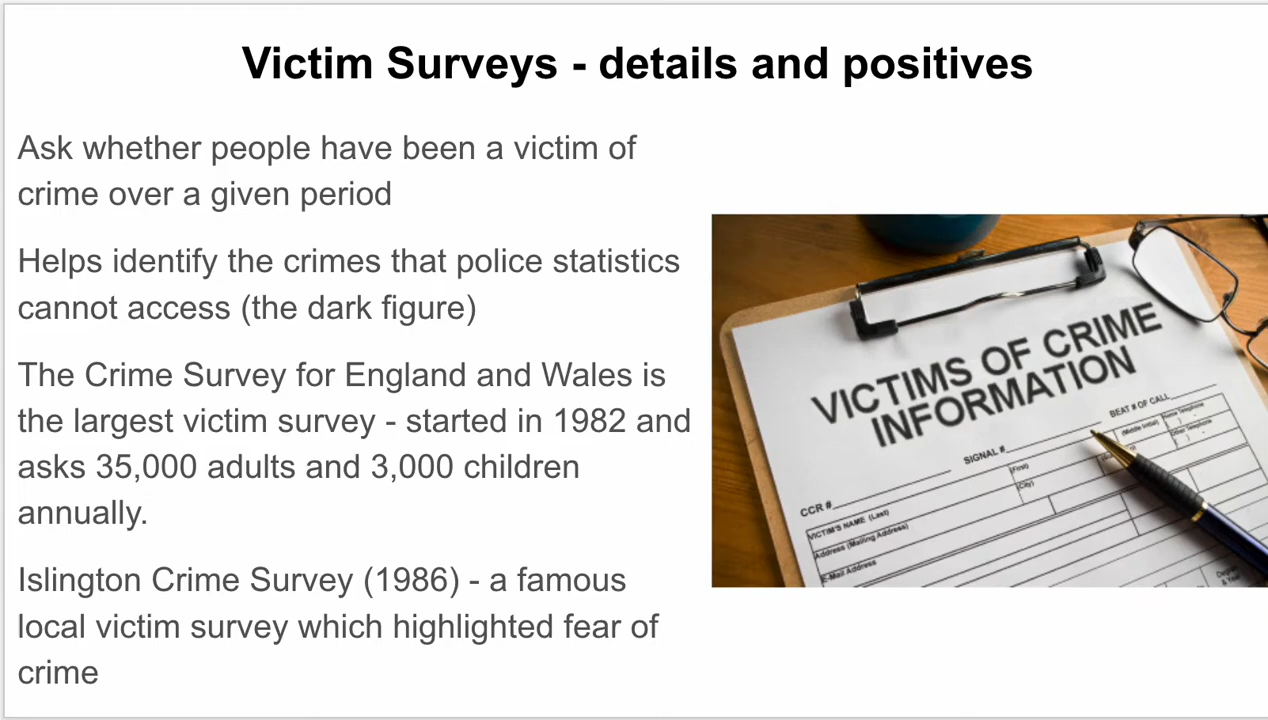 Victim Surveys - details and positives
Ask whether people have been a victim of
crime over a given period
Helps identify the crimes that police statistics
cannot access (the dark figure)
The Crime Survey for England and Wales is
the largest victim survey - started in 1982 and
asks 35,000 adults and 3,000 children
annually.
Islington Crime Survey (1986) - a famous
local victim survey which highlighted fear of
crime
VICTIMS OF CRIME
INFORMATION
BEAT # OF CALL
SIGNAL #
(Middle Initial)
Home Telephone
Other Telephone
(First)
(City)
CCR #
VICTIM'S NAME (Last)
Address (Mailing Address)
E-Mail Address